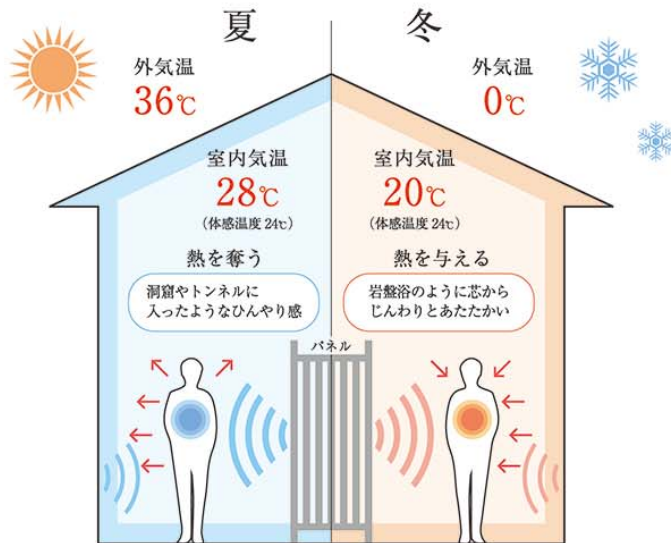 夏
冬
外気温
36℃
外気温
0℃
室内気温
28℃
(体感温度 24℃)
室内気温
20℃
(体感温度 24℃)
熱を奪う
洞窟やトンネルに
入ったようなひんやり感
熱を与える
岩盤浴のように芯から
じんわりとあたたかい
パネル